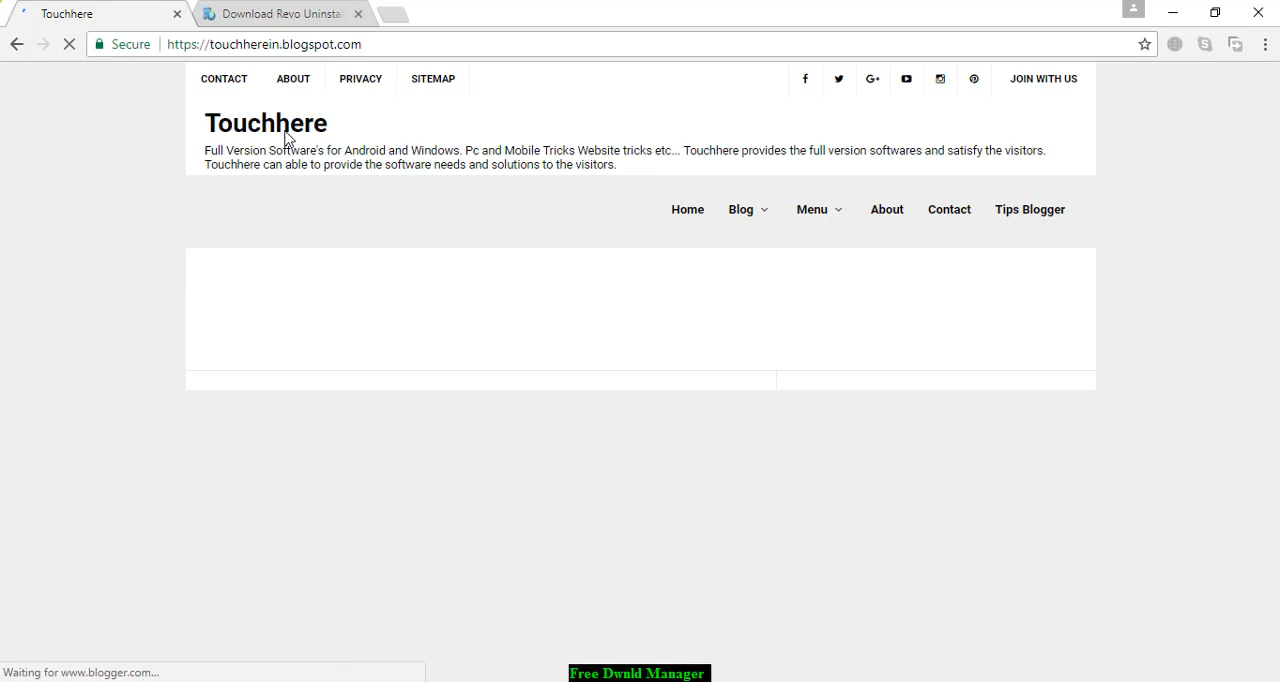 Touchhere
Download Revo Uninstal
Secure
https://touchherein.blogspot.com
CONTACT ABOUT PRIVACY SITEMAP
G+
JOIN WITH US
Touchhere
Full Version Software's for Android and Windows. Pc and Mobile Tricks Website tricks etc... Touchhere provides the full version softwares and satisfy the visitors.
Touchhere can able to provide the software needs and solutions to the visitors.
Home Blog Menu About Contact Tips Blogger
Waiting for www.blogger.com...
Free Dwnld Manager